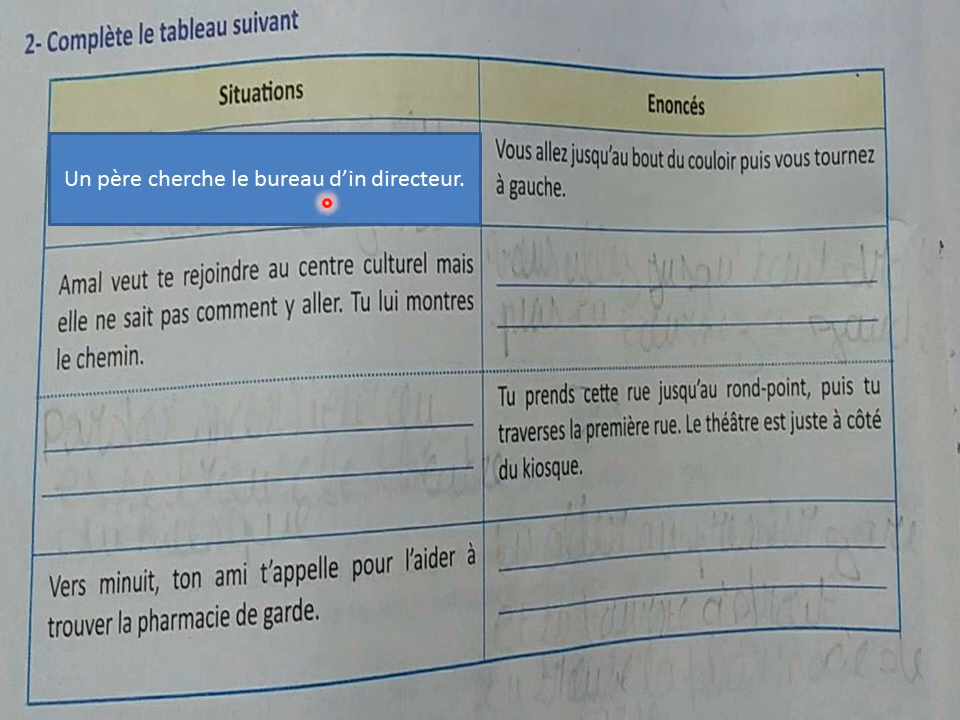 2- Complète le tableau suivant
Situations
Enoncés
Un père cherche le bureau d’in directeur.
Vous allez jusqu'au bout du couloir puis vous tournez
à gauche.
Amal veut te rejoindre au centre culturel mais
elle ne sait pas comment y aller. Tu lui montres
le chemin.
Tu prends cette rue jusqu'au rond-point, puis tu
traverses la première rue. Le théâtre est juste à côté
du kiosque.
Vers minuit, ton ami t'appelle pour l'aider à
trouver la pharmacie de garde.